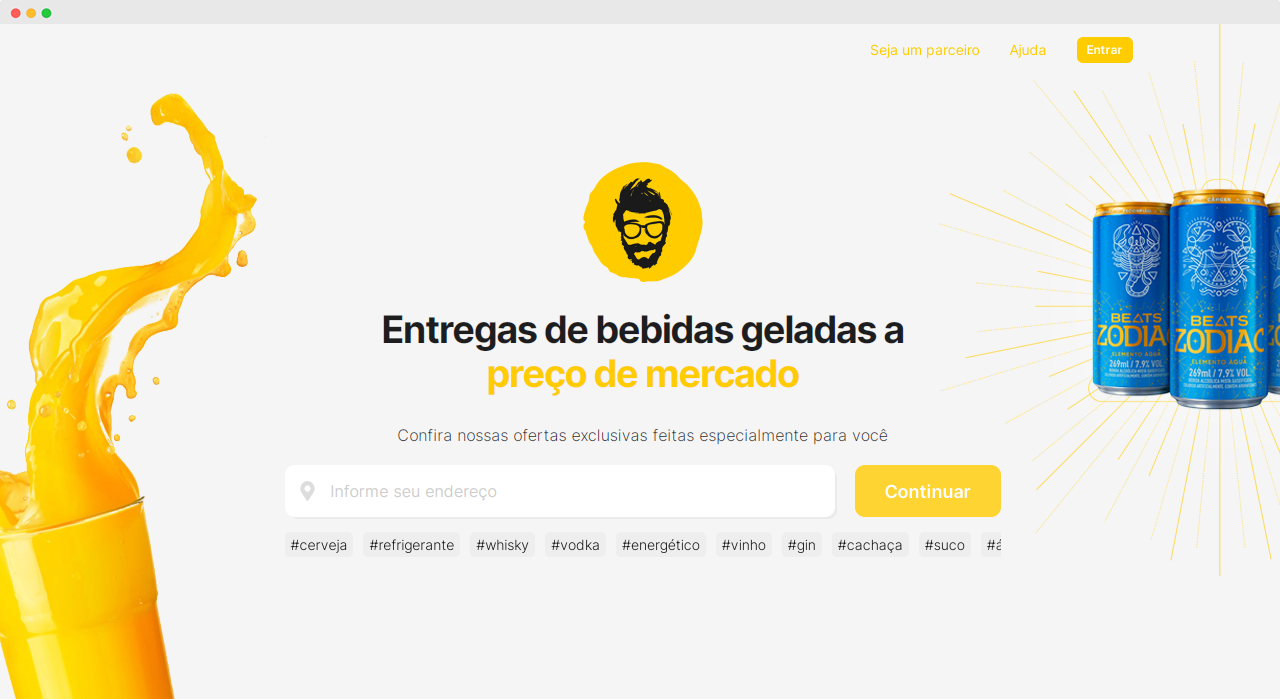 Seja um parceiro Ajuda Entrar
Entregas de bebidas geladas a
preço de mercado
Confira nossas ofertas exclusivas feitas especialmente para você
Informe seu endereço Continuar
#cerveja #refrigerante #whisky #vodka #energético #vinho #gin #cachaça #suco #á
BEATS
ZODIAC
ELEMENTO ÁGUA
269ml / 7,9% VOL
BEATS
ZODIAC
ELEMENTO ÁGUA
269ml / 7,9% VOL